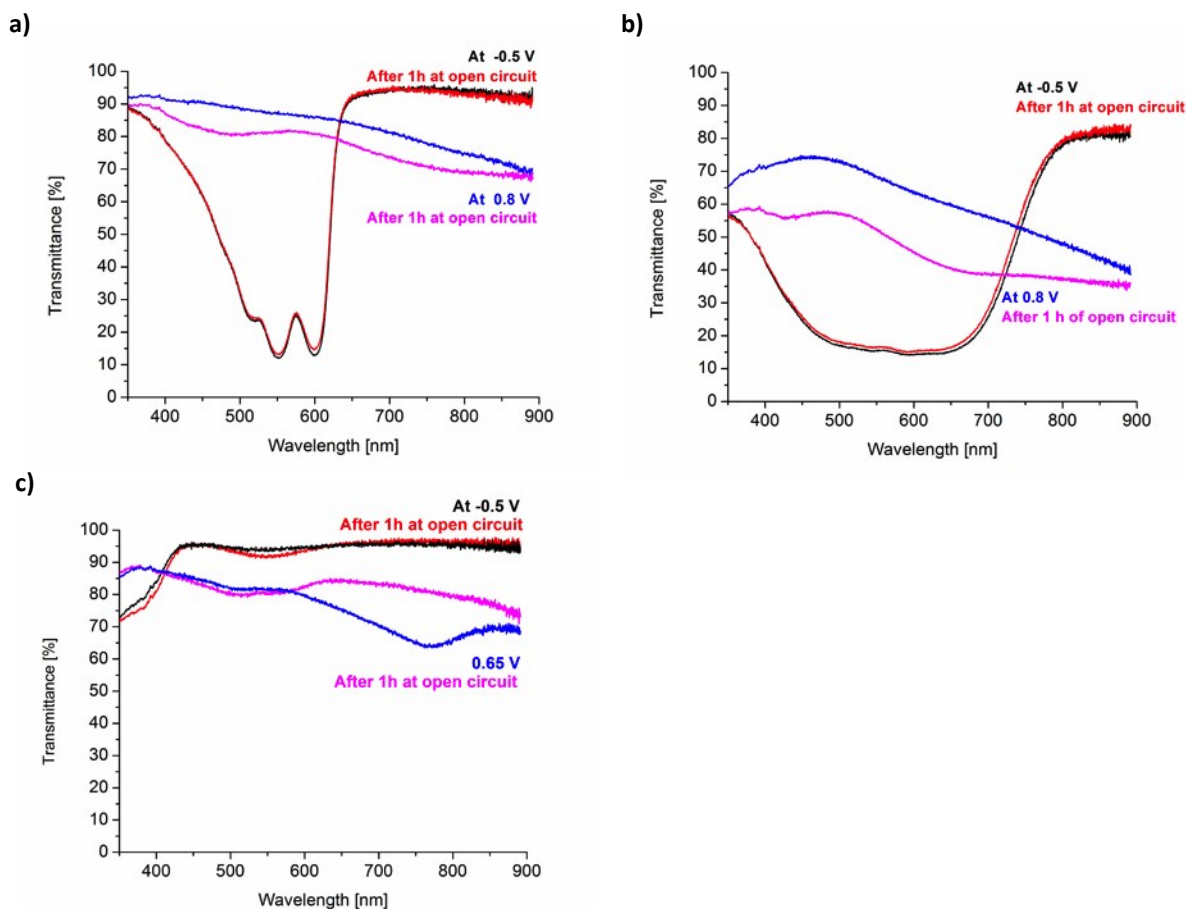 a)
At -0.5 V
After 1h at open circuit
100
90
80
70
60
50
40
30
20
10
0
Transmittance [%]
At 0.8 V
After 1h at open circuit
400 500 600 700 800 900
Wavelength [nm]
b)
At -0.5 V
After 1h at open circuit
100
90
80
70
60
50
40
30
20
10
0
Transmittance [%]
At 0.8 V
After 1 h of open circuit
400 500 600 700 800 900
Wavelength [nm]
c)
At -0.5 V
After 1h at open circuit
100
90
80
70
60
50
40
30
20
10
0
Transmittance [%]
0.65 V
After 1h at open circuit
400 500 600 700 800 900
Wavelength [nm]